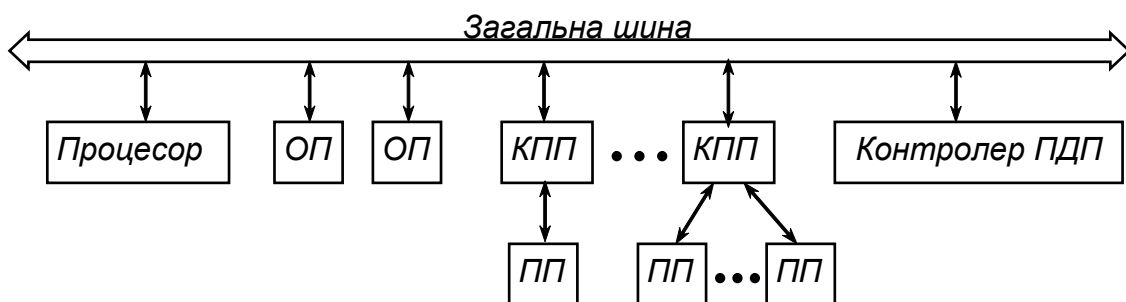 Загальна шина
Процесор ОП ОП КПП ••• КПП Контролер ПДП
ПП ПП ••• ПП